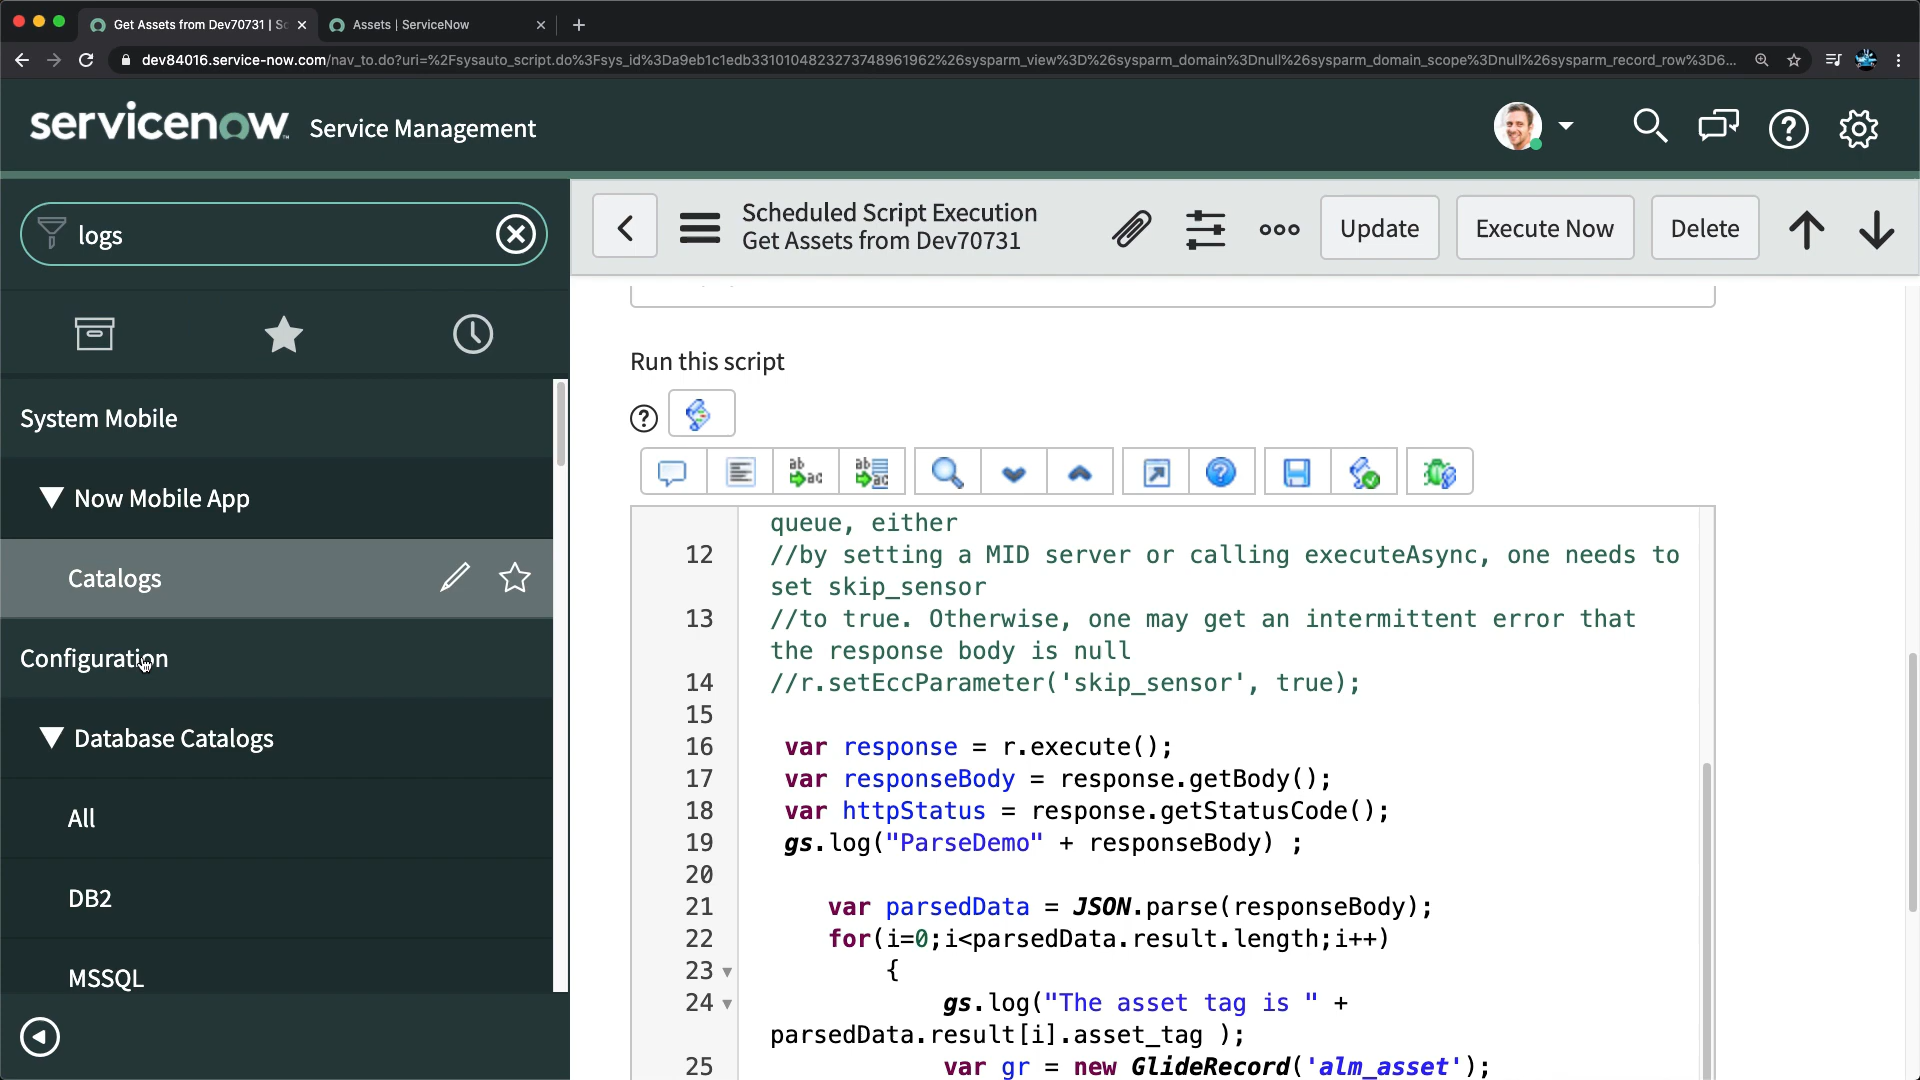 Get Assets from Dev70731 | Sc
Assets | ServiceNow
dev84016.service-now.com/nav_to.do?uri=%2Fsysauto_script.do%3Fsys_id%3Da9eb1c1edb3310104823273748961962%26sysparm_view%3D%26sysparm_domain%3Dnull%26sysparm_domain_scope%3Dnull%26sysparm_record_row%3D6...
servicenow Service Management
logs
Scheduled Script Execution
Get Assets from Dev70731
Update
Execute Now
Delete
System Mobile
Now Mobile App
Catalogs
Configuration
Database Catalogs
All
DB2
MSSQL
Run this script
queue, either
12 //by setting a MID server or calling executeAsync, one needs to
set skip_sensor
13 //to true. Otherwise, one may get an intermittent error that
the response body is null
14 //r.setEccParameter('skip_sensor', true);
15
16 var response = r.execute();
17 var responseBody = response.getBody();
18 var httpStatus = response.getStatusCode();
19 gs.log("ParseDemo" + responseBody) ;
20
21 var parsedData = JSON.parse(responseBody);
22 for(i=0;i<parsedData.result.length;i++)
23 {
24 gs.log("The asset tag is " +
parsedData.result[i].asset_tag );
25 var gr = new GlideRecord('alm_asset');